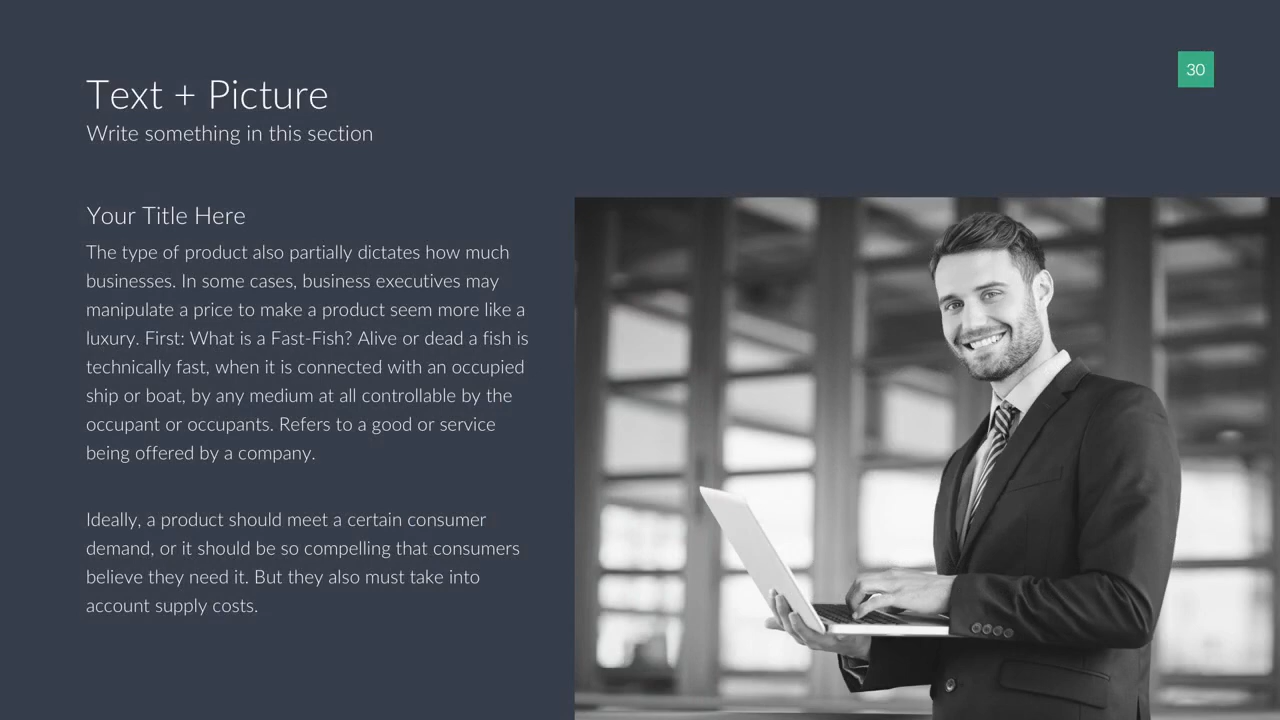 30
Text + Picture
Write something in this section
Your Title Here
The type of product also partially dictates how much
businesses. In some cases, business executives may
manipulate a price to make a product seem more like a
luxury. First: What is a Fast-Fish? Alive or dead a fish is
technically fast, when it is connected with an occupied
ship or boat, by any medium at all controllable by the
occupant or occupants. Refers to a good or service
being offered by a company.
Ideally, a product should meet a certain consumer
demand, or it should be so compelling that consumers
believe they need it. But they also must take into
account supply costs.